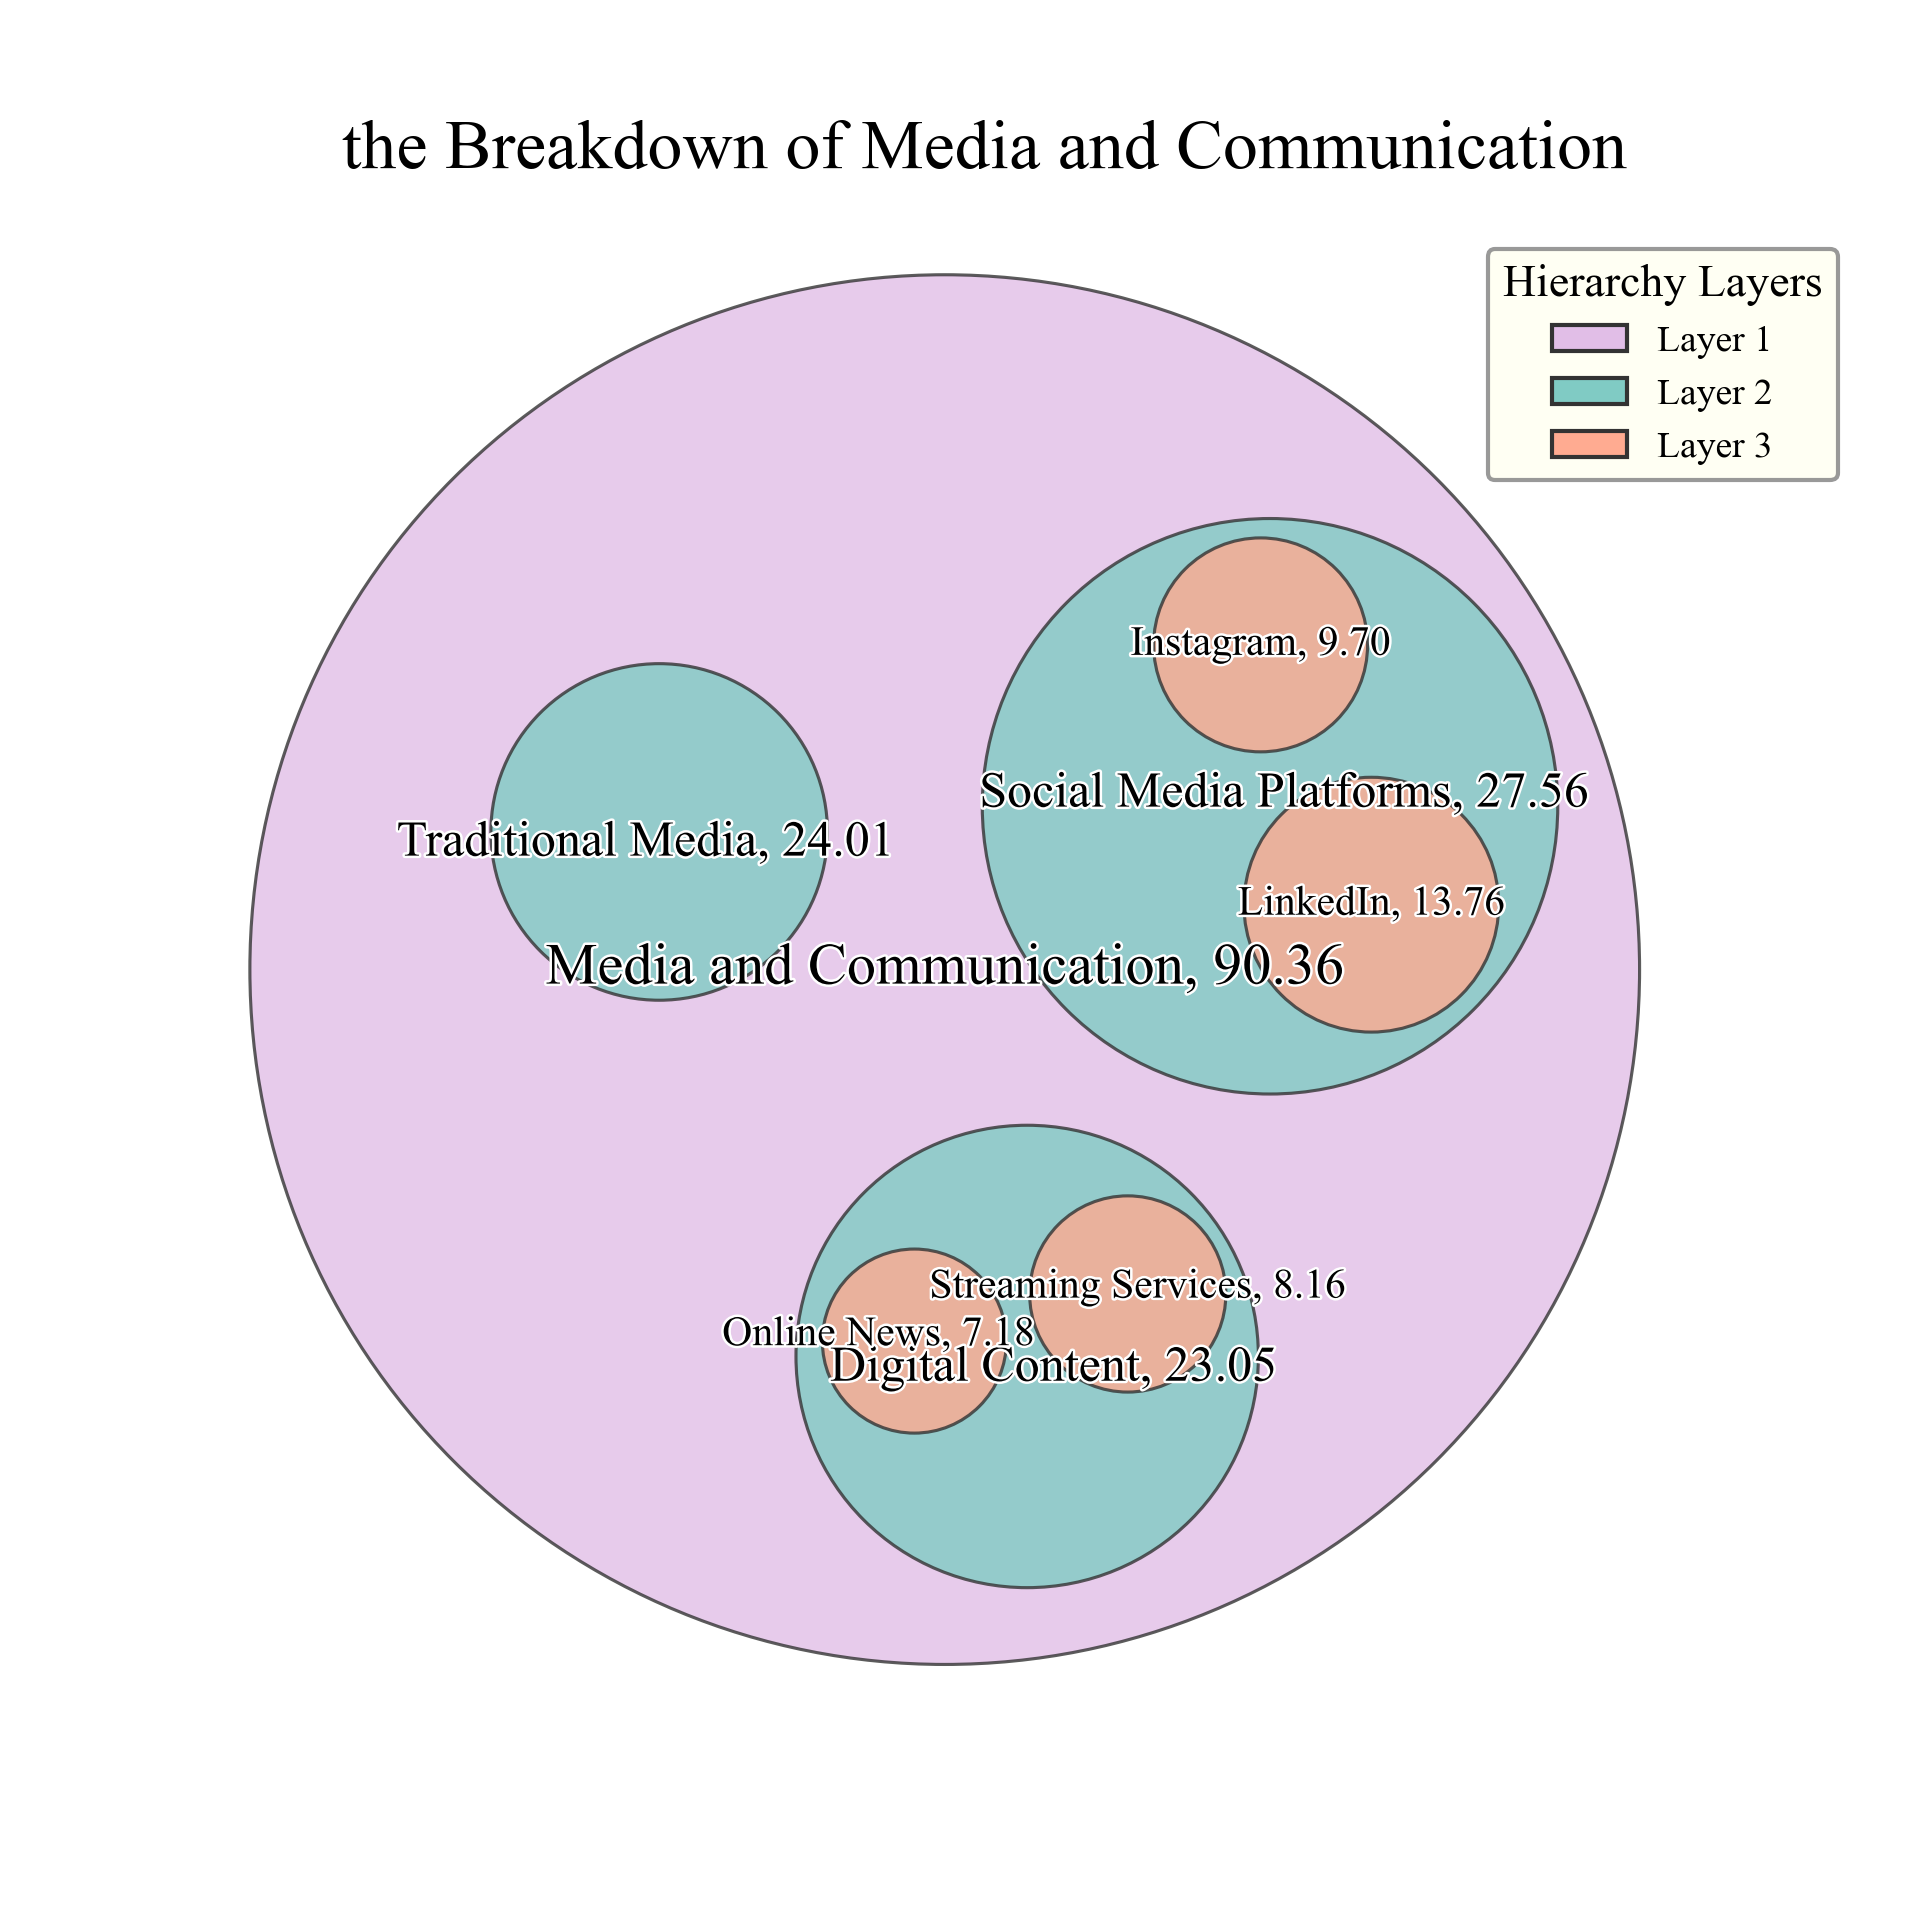 the Breakdown of Media and Communication
Hierarchy Layers
Layer 1
Layer 2
Layer 3
Instagram, 9.70
Social Media Platforms, 27.56
Traditional Media, 24.01
LinkedIn, 13.76
Media and Communication, 90.36
Streaming Services, 8.16
Online News, 7.18
Digital Content, 23.05